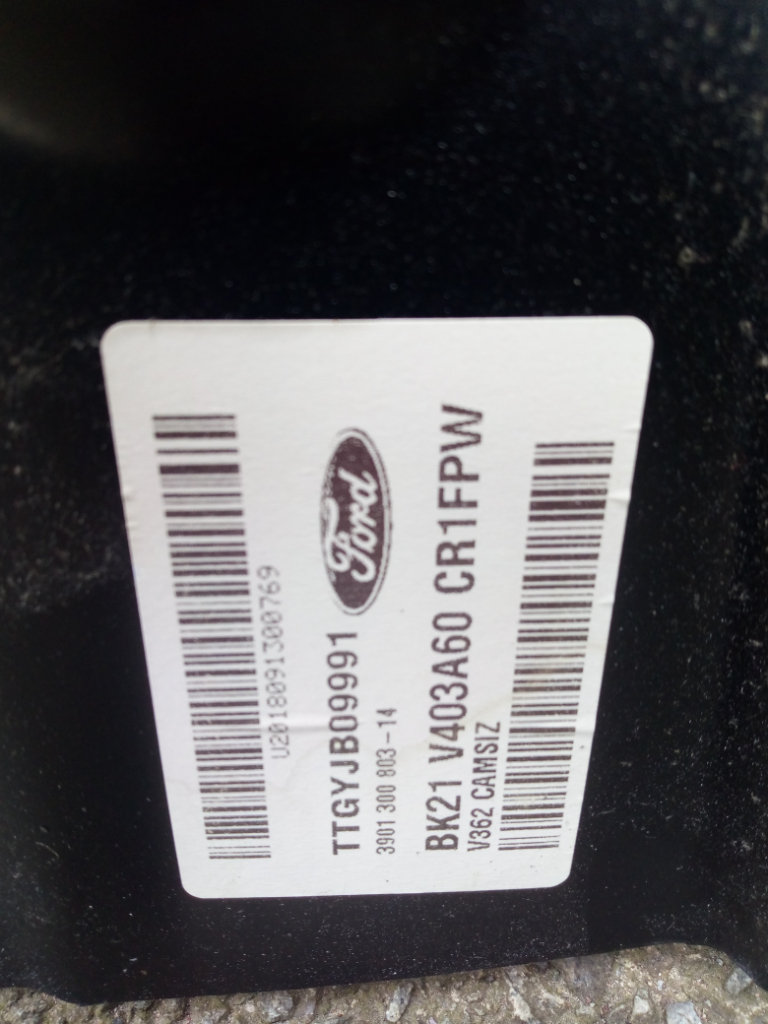 U2018091300769
Ford
TTGYJB09991
3901 300 803-14
BK21 V403A60 CR1FPW
V362 CAMSIZ